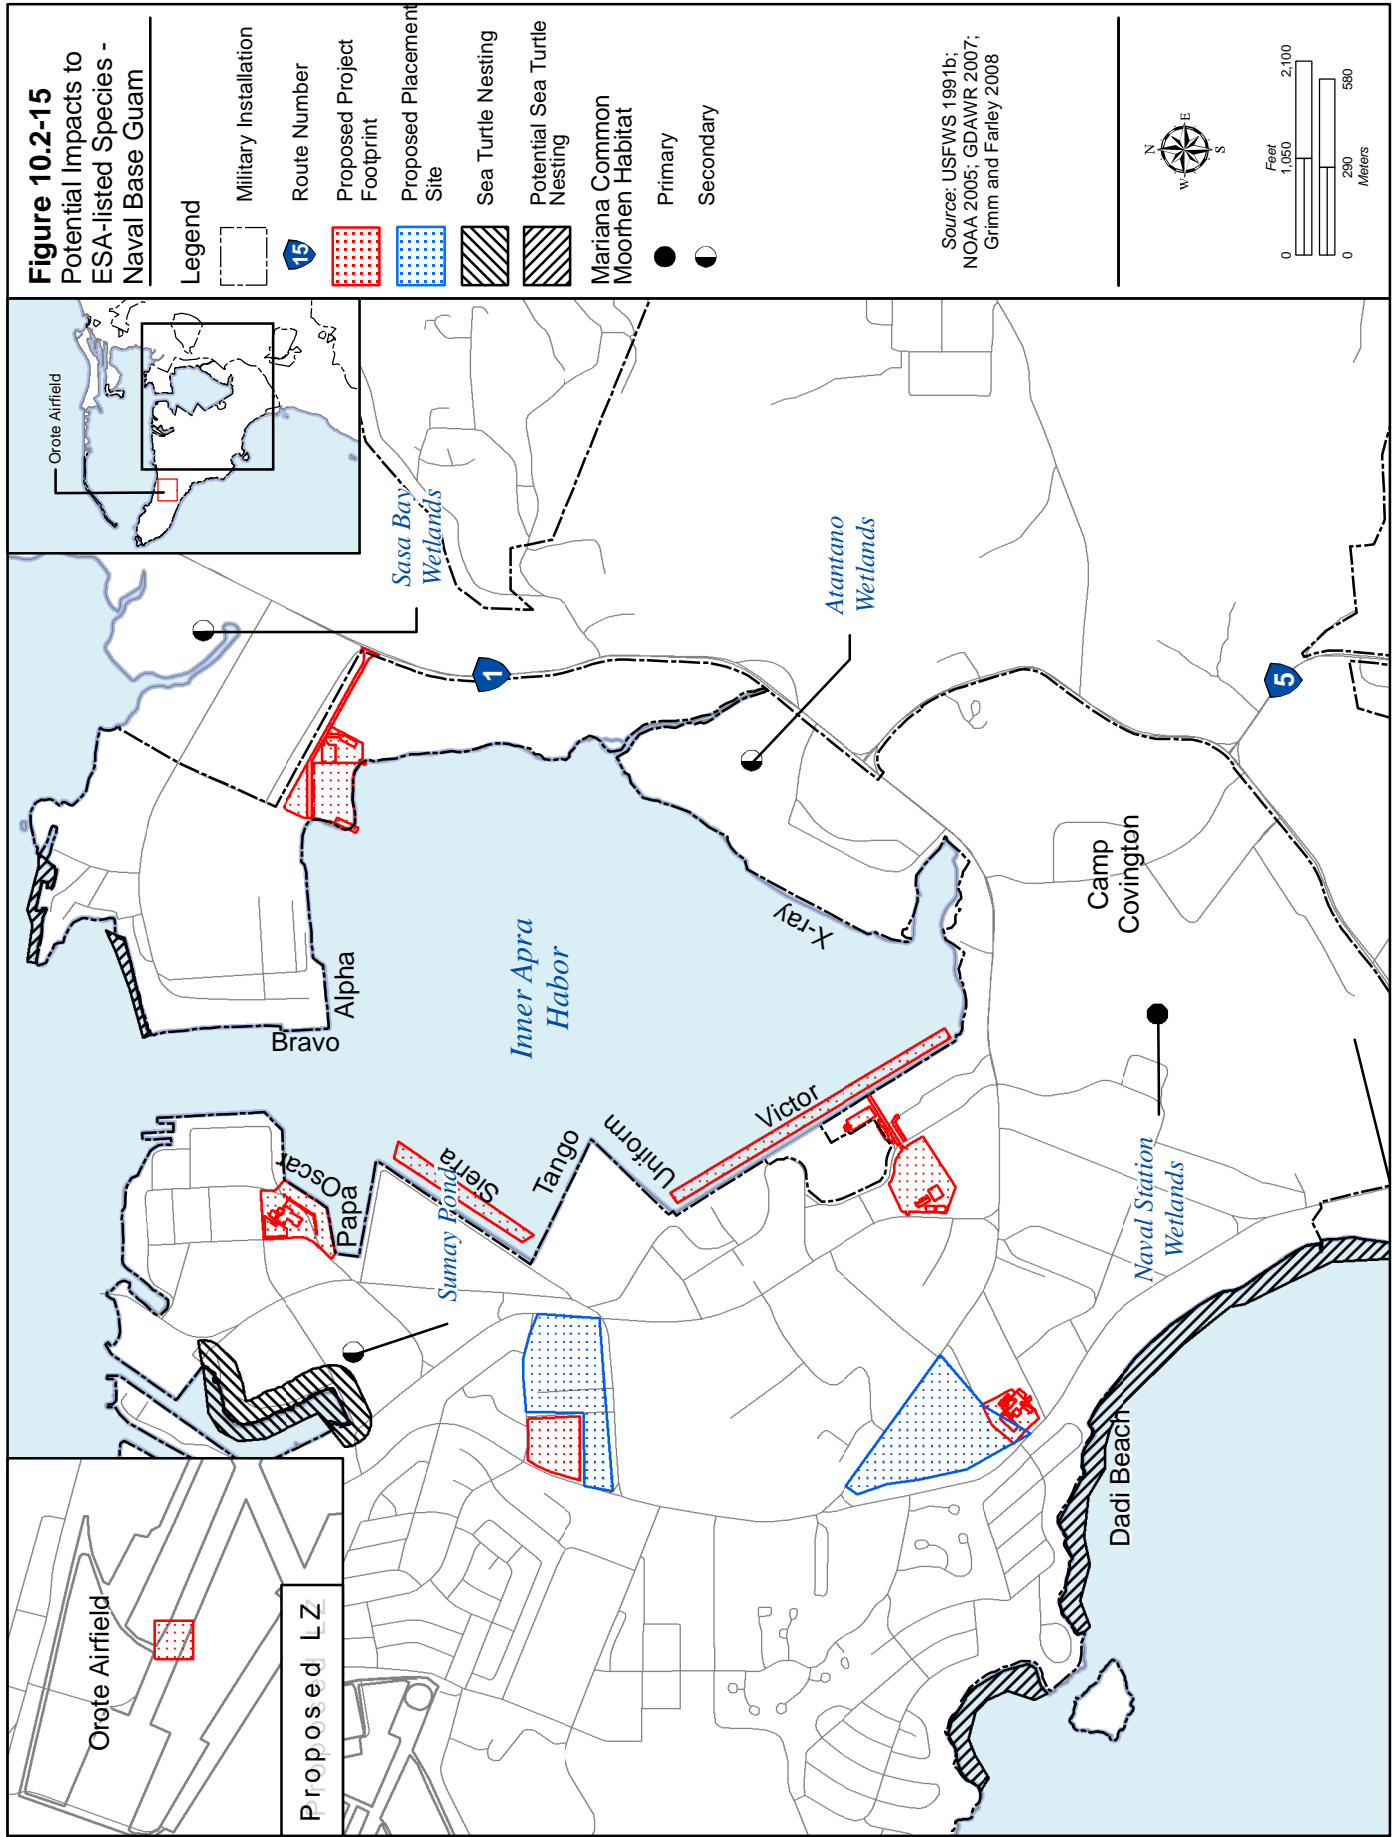 Figure 10.2-15
Potential Impacts to
ESA-listed Species -
Naval Base Guam
Legend
Military Installation
15
Route Number
Proposed Project
Footprint
Proposed Placement
Site
Sea Turtle Nesting
Potential Sea Turtle
Nesting
Mariana Common
Moorhen Habitat
Primary
Secondary
Source: USFWS 1991b;
NOAA 2005; GDAWR 2007;
Grimm and Farley 2008
N
W
E
S
Feet
0
1,050
2,100
0
290
580
Meters
Orote Airfield
Sasa Bay
Wetlands
Atantano
Wetlands
1
5
Camp
Covington
X-ray
Inner Apra
Habor
Alpha
Bravo
Victor
Uniform
Tango
Sierra
Papa
Oscar
Sumay Pond
Naval Station
Wetlands
Dadi Beach
Orote Airfield
Proposed LZ